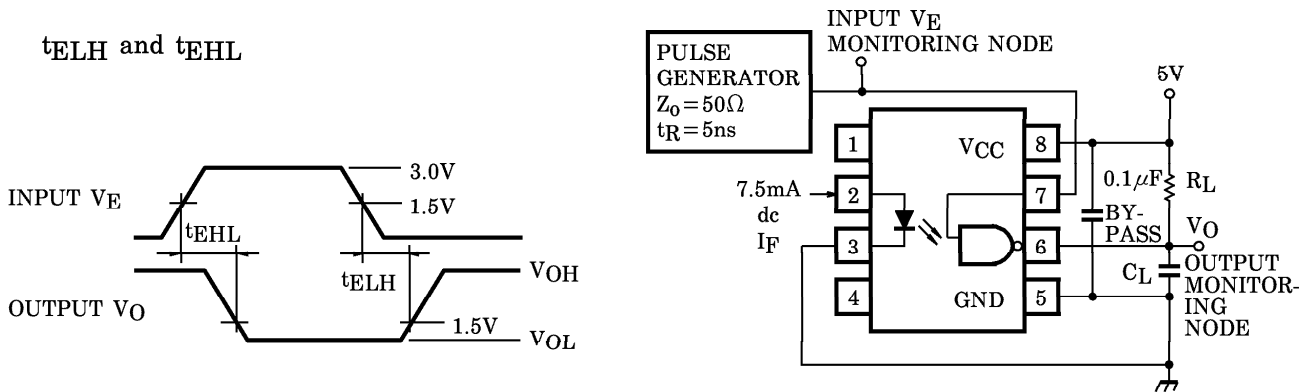 tELH and tEHL
INPUT VE
3.0V
1.5V
tEHL
tELH
VOH
OUTPUT VO
1.5V
VOL
INPUT VE
MONITORING NODE
PULSE
GENERATOR
Zo=50Ω
tR=5ns
5V
1
VCC
8
7.5mA
dc
IF
2
7
0.1μF
RL
BY-
PASS
3
6
VO
4
GND
5
CL
OUTPUT
MONITOR-
ING
NODE